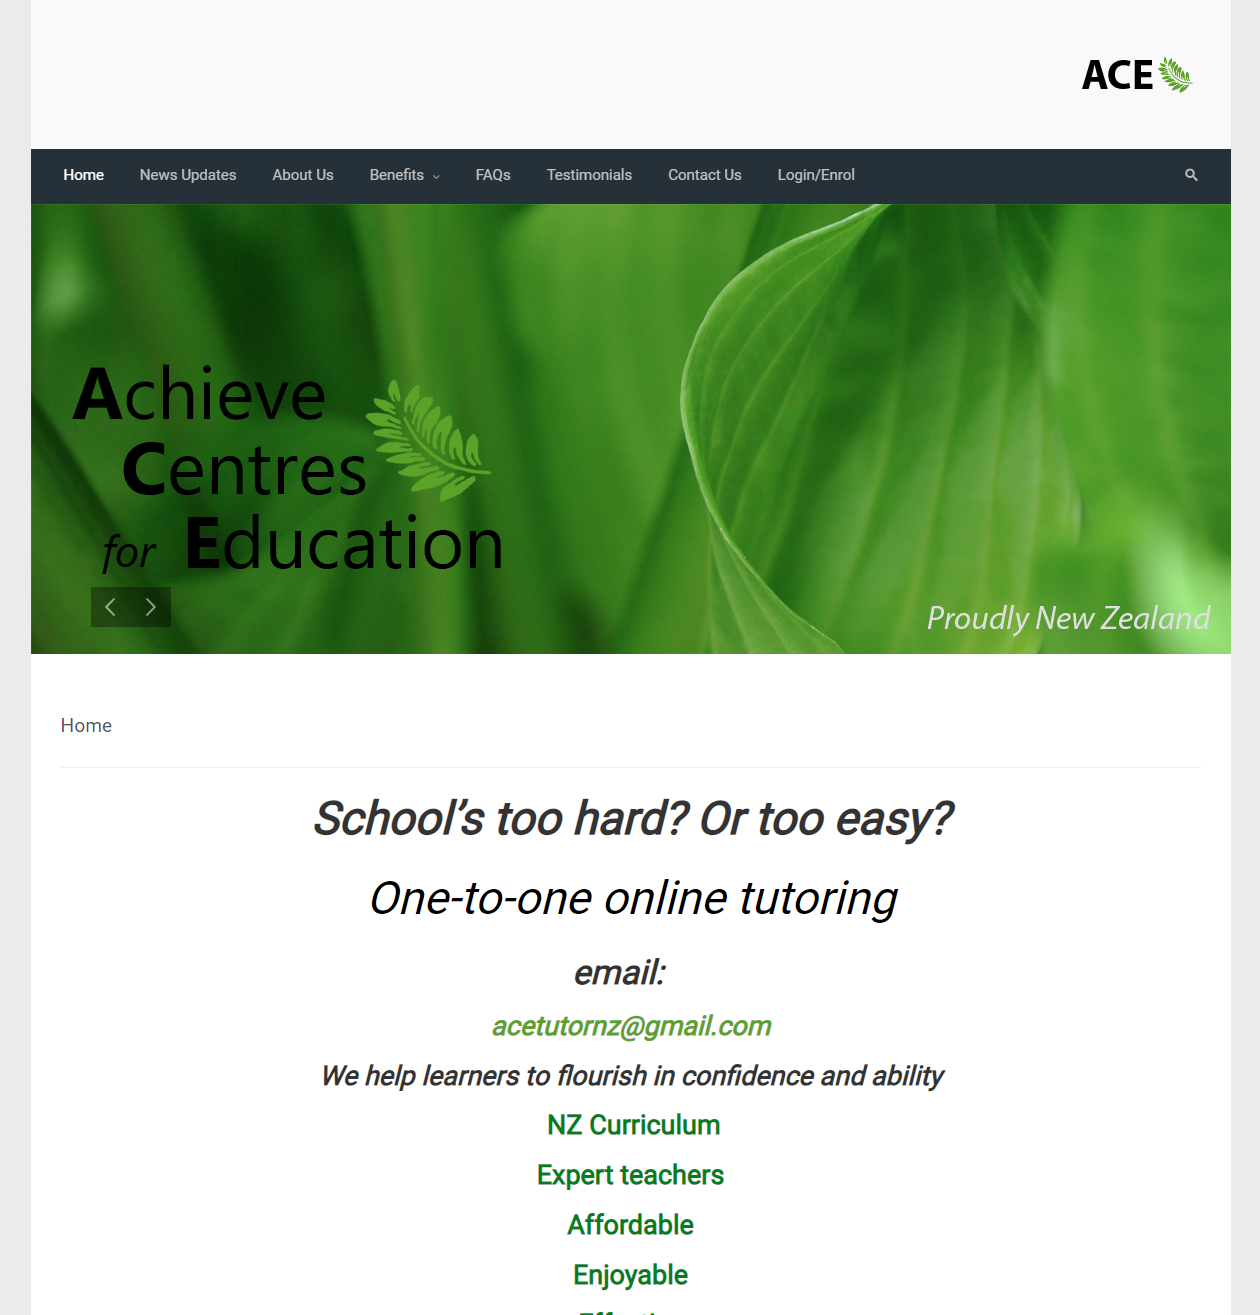 ACE
Home News Updates About Us Benefits FAQs Testimonials Contact Us Login/Enrol
Achieve
Centres
for Education
Proudly New Zealand
Home
School’s too hard? Or too easy?
One-to-one online tutoring
email:
acetutornz@gmail.com
We help learners to flourish in confidence and ability
NZ Curriculum
Expert teachers
Affordable
Enjoyable